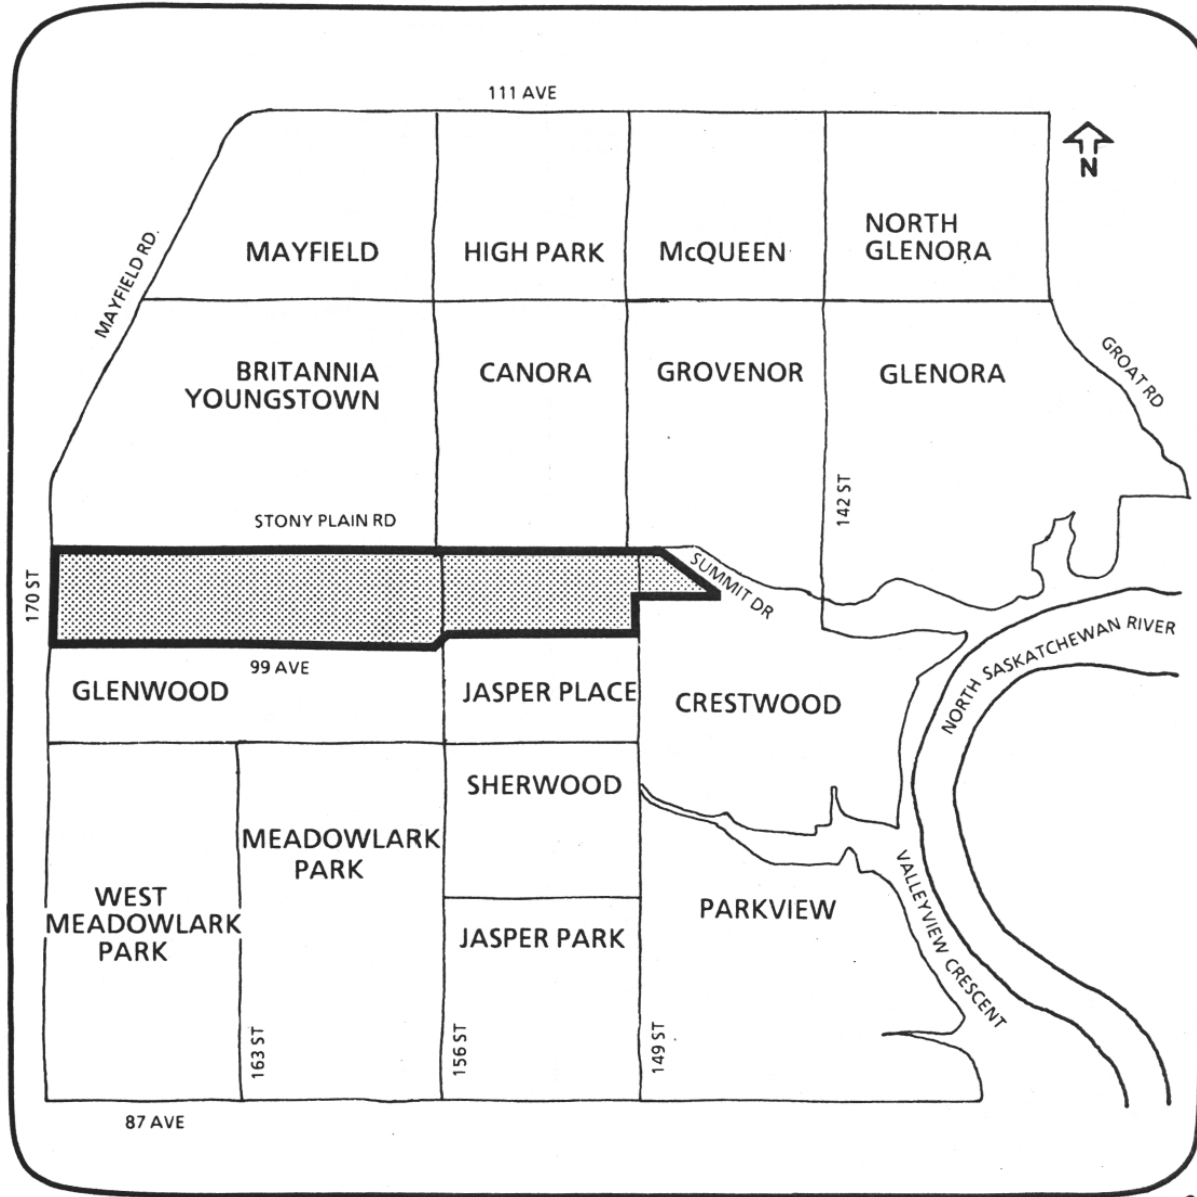 111 AVE
N
NORTH
GLENORA
MAYFIELD
HIGH PARK
McQUEEN
MAYFIELD RD.
BRITANNIA
YOUNGSTOWN
CANORA
GROVENOR
GLENORA
GROAT RD
142 ST
STONY PLAIN RD
SUMMIT DR
170 ST
NORTH SASKATCHEWAN RIVER
99 AVE
GLENWOOD
JASPER PLACE
CRESTWOOD
SHERWOOD
MEADOWLARK
PARK
WEST
MEADOWLARK
PARK
PARKVIEW
VALLEYVIEW CRESCENT
JASPER PARK
163 ST
156 ST
149 ST
87 AVE